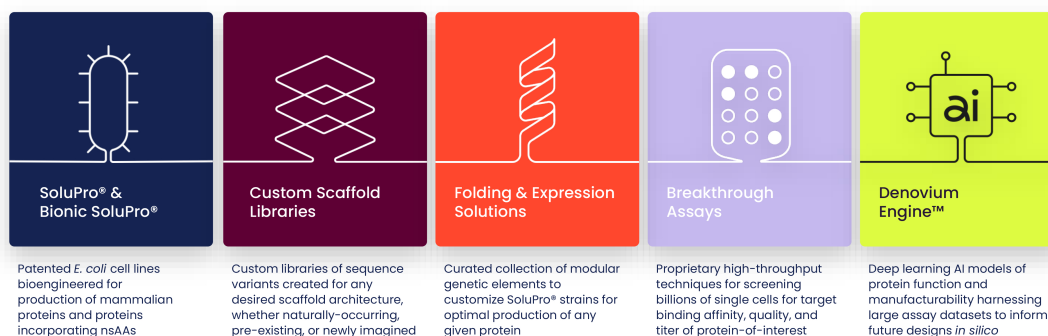 ai
SoluPro® &
Bionic SoluPro®
Custom Scaffold
Libraries
Folding & Expression
Solutions
Breakthrough
Assays
Denovium
Engine™
Patented E. coli cell lines
bioengineered for
production of mammalian
proteins and proteins
incorporating nsAAs
Custom libraries of sequence
variants created for any
desired scaffold architecture,
whether naturally-occurring,
pre-existing, or newly imagined
Curated collection of modular
genetic elements to
customize SoluPro® strains for
optimal production of any
given protein
Proprietary high-throughput
techniques for screening
billions of single cells for target
binding affinity, quality, and
titer of protein-of-interest
Deep learning AI models of
protein function and
manufacturability harnessing
large assay datasets to inform
future designs in silico